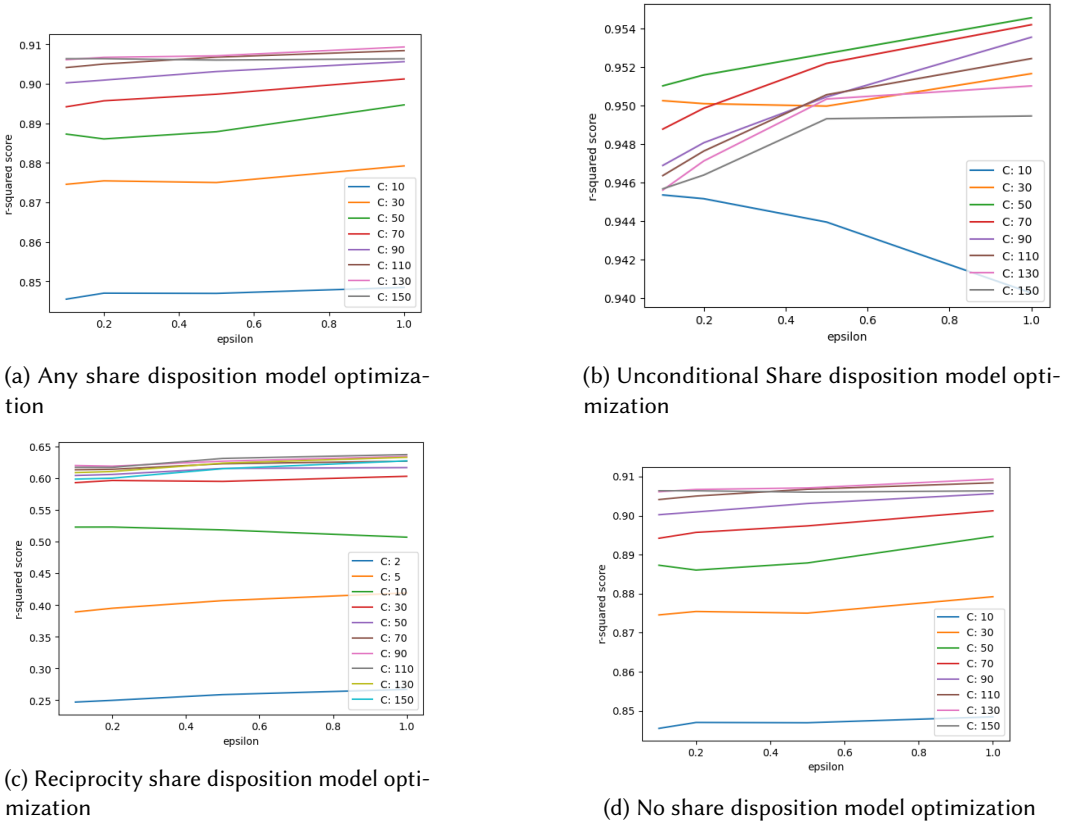 0.91
0.90
0.89
0.88
0.87
0.86
0.85
r-squared score
C: 10
C: 30
C: 50
C: 70
C: 90
C: 110
C: 130
C: 150
0.2 0.4 0.6 0.8 1.0
epsilon
(a) Any share disposition model optimiza-
tion
0.954
0.952
0.950
0.948
0.946
0.944
0.942
0.940
r-squared score
C: 10
C: 30
C: 50
C: 70
C: 90
C: 110
C: 130
C: 150
0.2 0.4 0.6 0.8 1.0
epsilon
(b) Unconditional Share disposition model opti-
mization
0.65
0.60
0.55
0.50
0.45
0.40
0.35
0.30
0.25
r-squared score
C: 2
C: 5
C: 10
C: 30
C: 50
C: 70
C: 90
C: 110
C: 130
C: 150
0.2 0.4 0.6 0.8 1.0
epsilon
(c) Reciprocity share disposition model opti-
mization
0.91
0.90
0.89
0.88
0.87
0.86
0.85
r-squared score
C: 10
C: 30
C: 50
C: 70
C: 90
C: 110
C: 130
C: 150
0.2 0.4 0.6 0.8 1.0
epsilon
(d) No share disposition model optimization